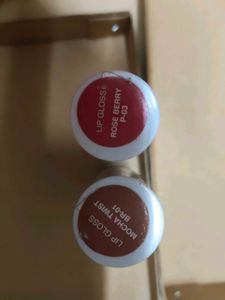 LIP GLOSS
ROSE BERRY
P-03
LIP GLOSS
MOCHA TWIST
BR-01